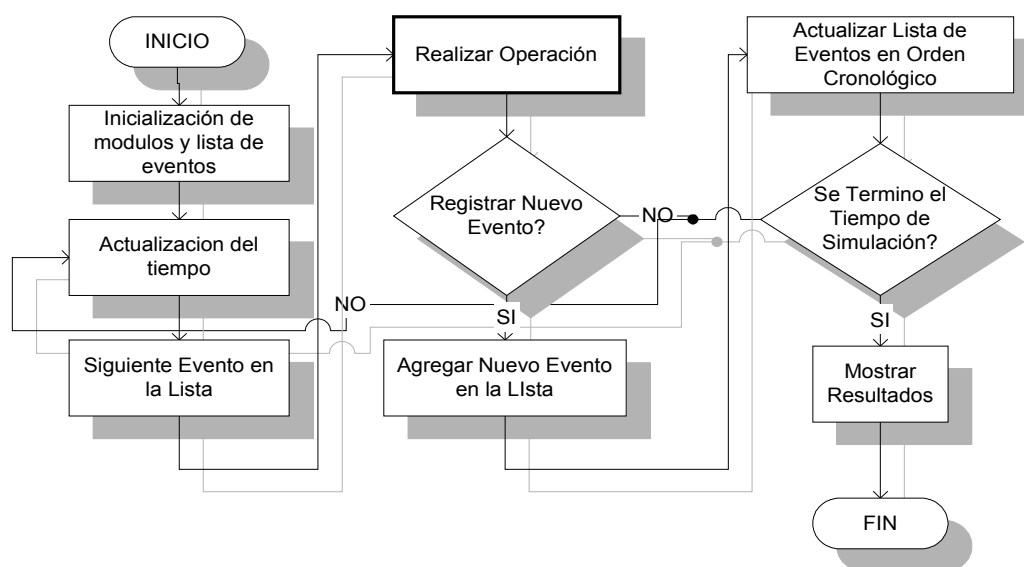 INICIO
Inicialización de
modulos y lista de
eventos
Actualizacion del
tiempo
Siguiente Evento en
la Lista
Realizar Operación
Registrar Nuevo
Evento?
NO
SI
Agregar Nuevo Evento
en la LIsta
Actualizar Lista de
Eventos en Orden
Cronológico
Se Termino el
Tiempo de
Simulación?
NO
SI
Mostrar
Resultados
FIN